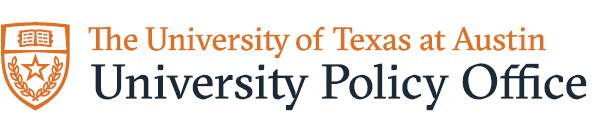 The University of Texas at Austin
University Policy Office